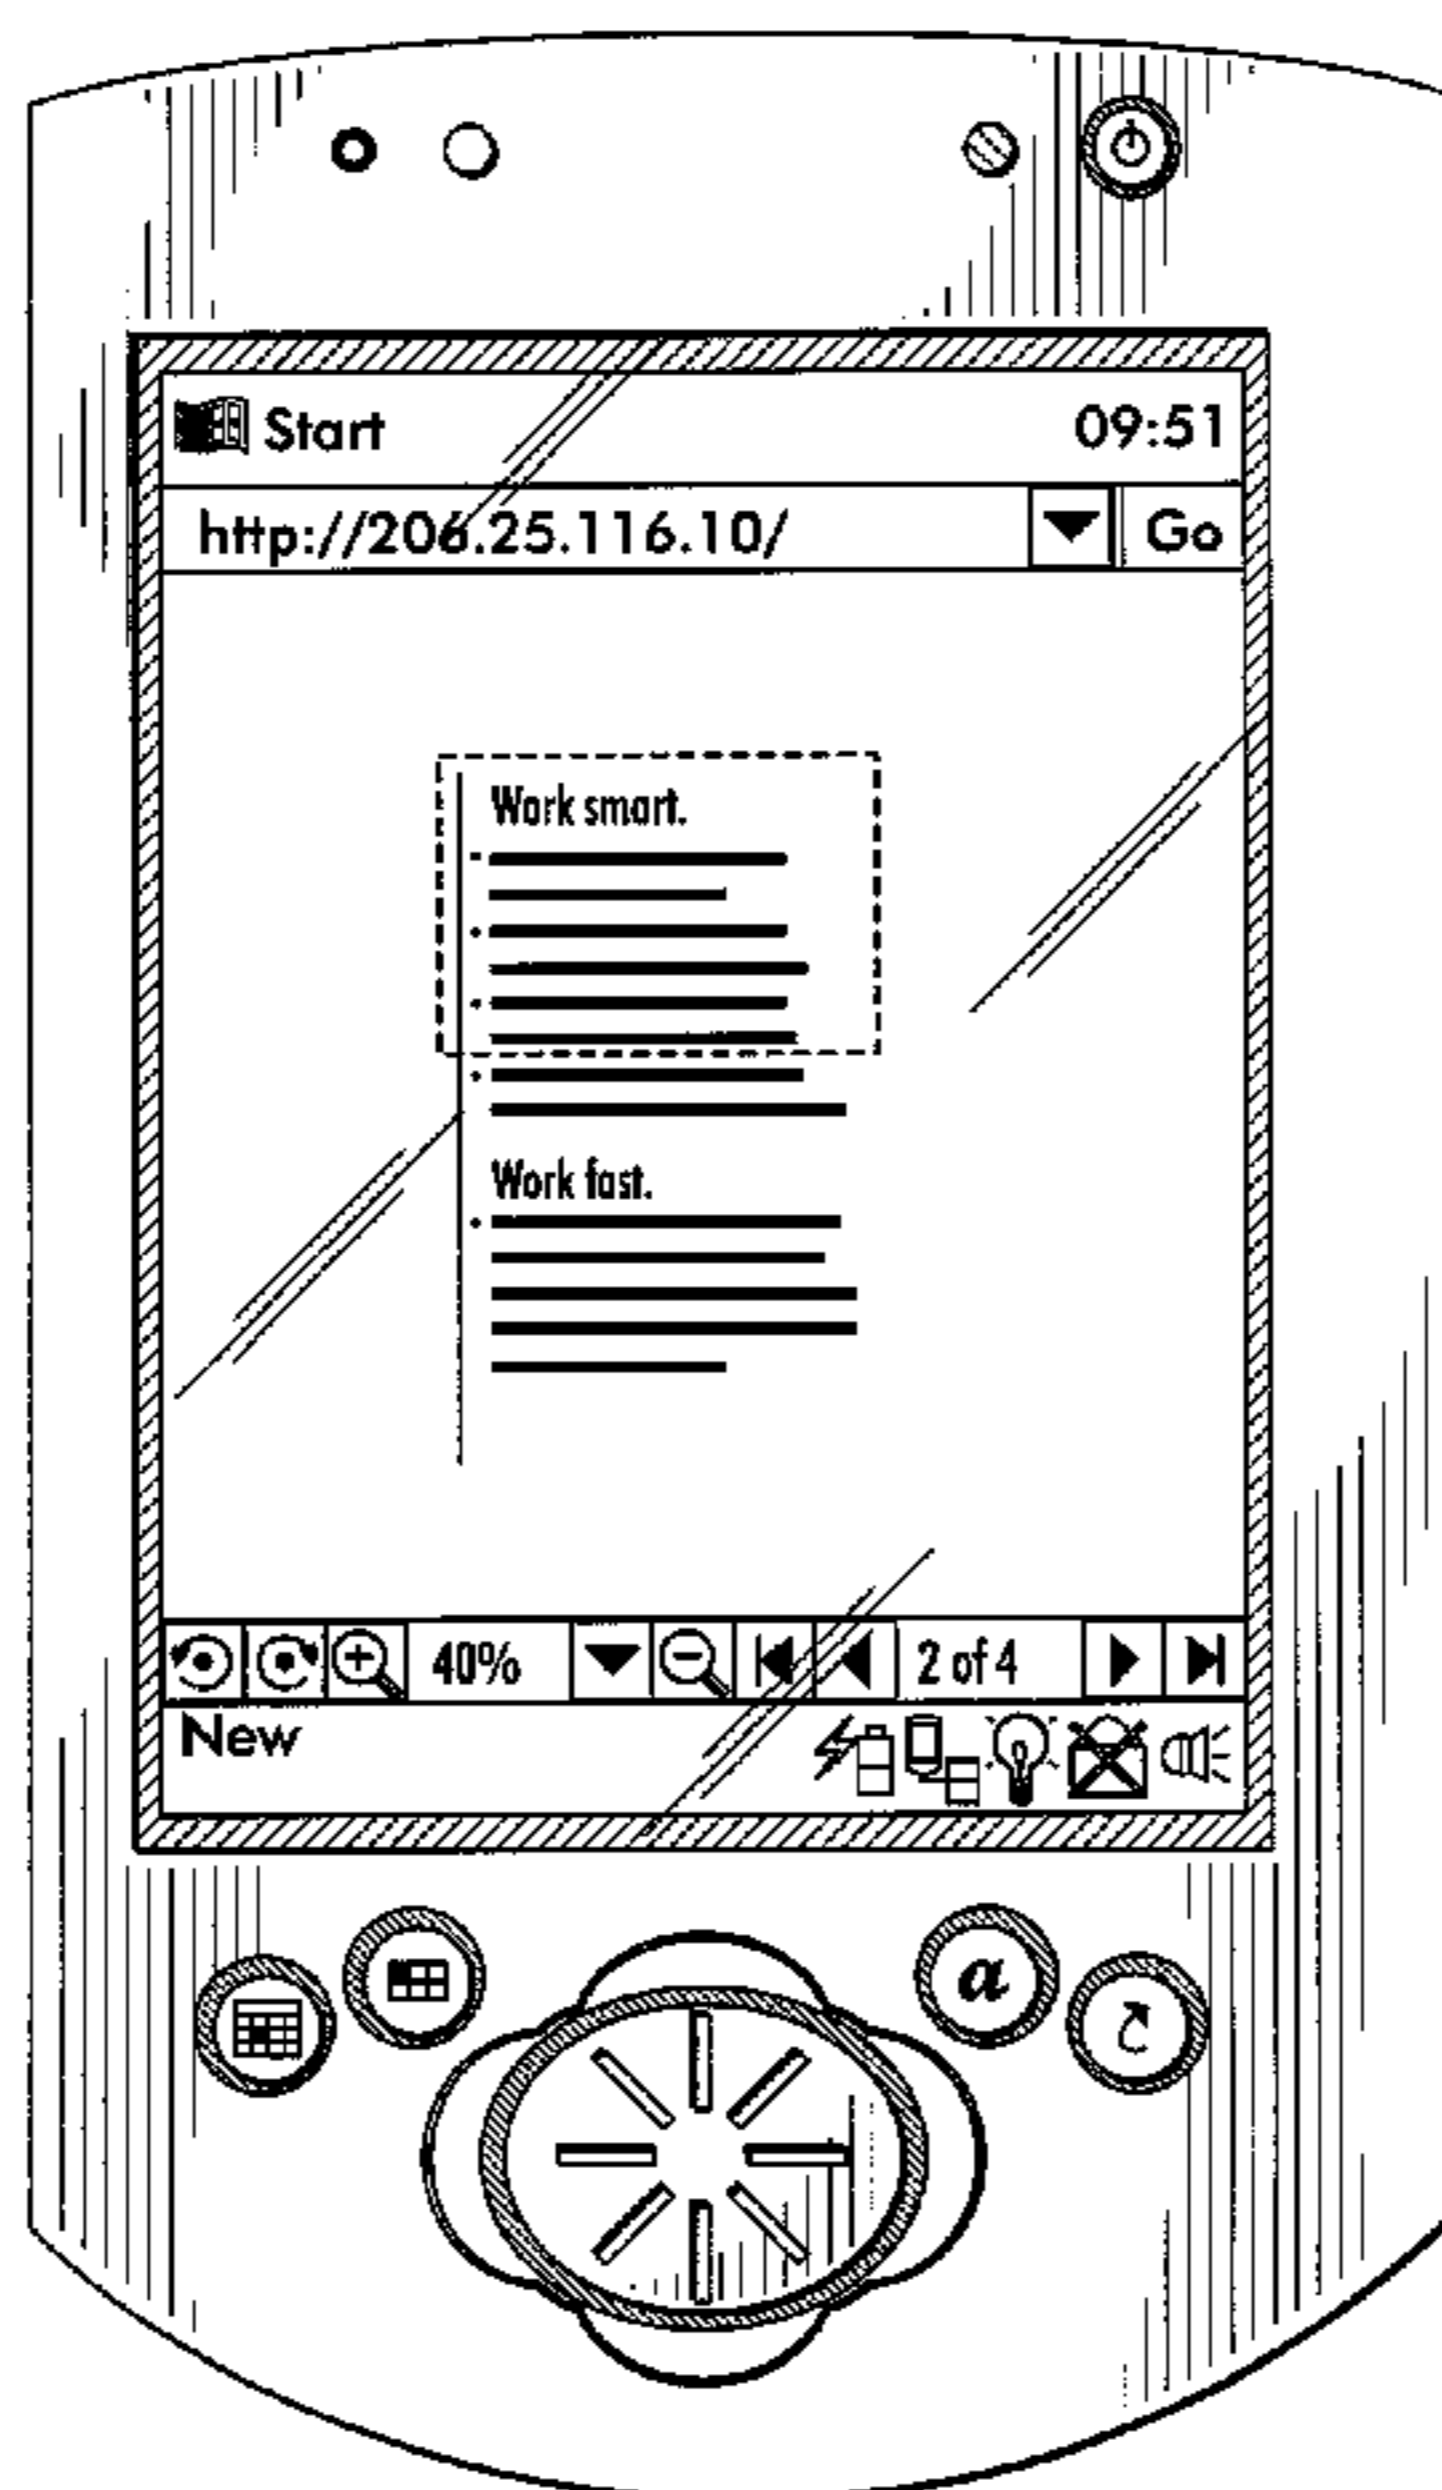 Start 09:51
http://206.25.116.10/ Go
Work smart.
Work fast.
40% 2 of 4
New
a